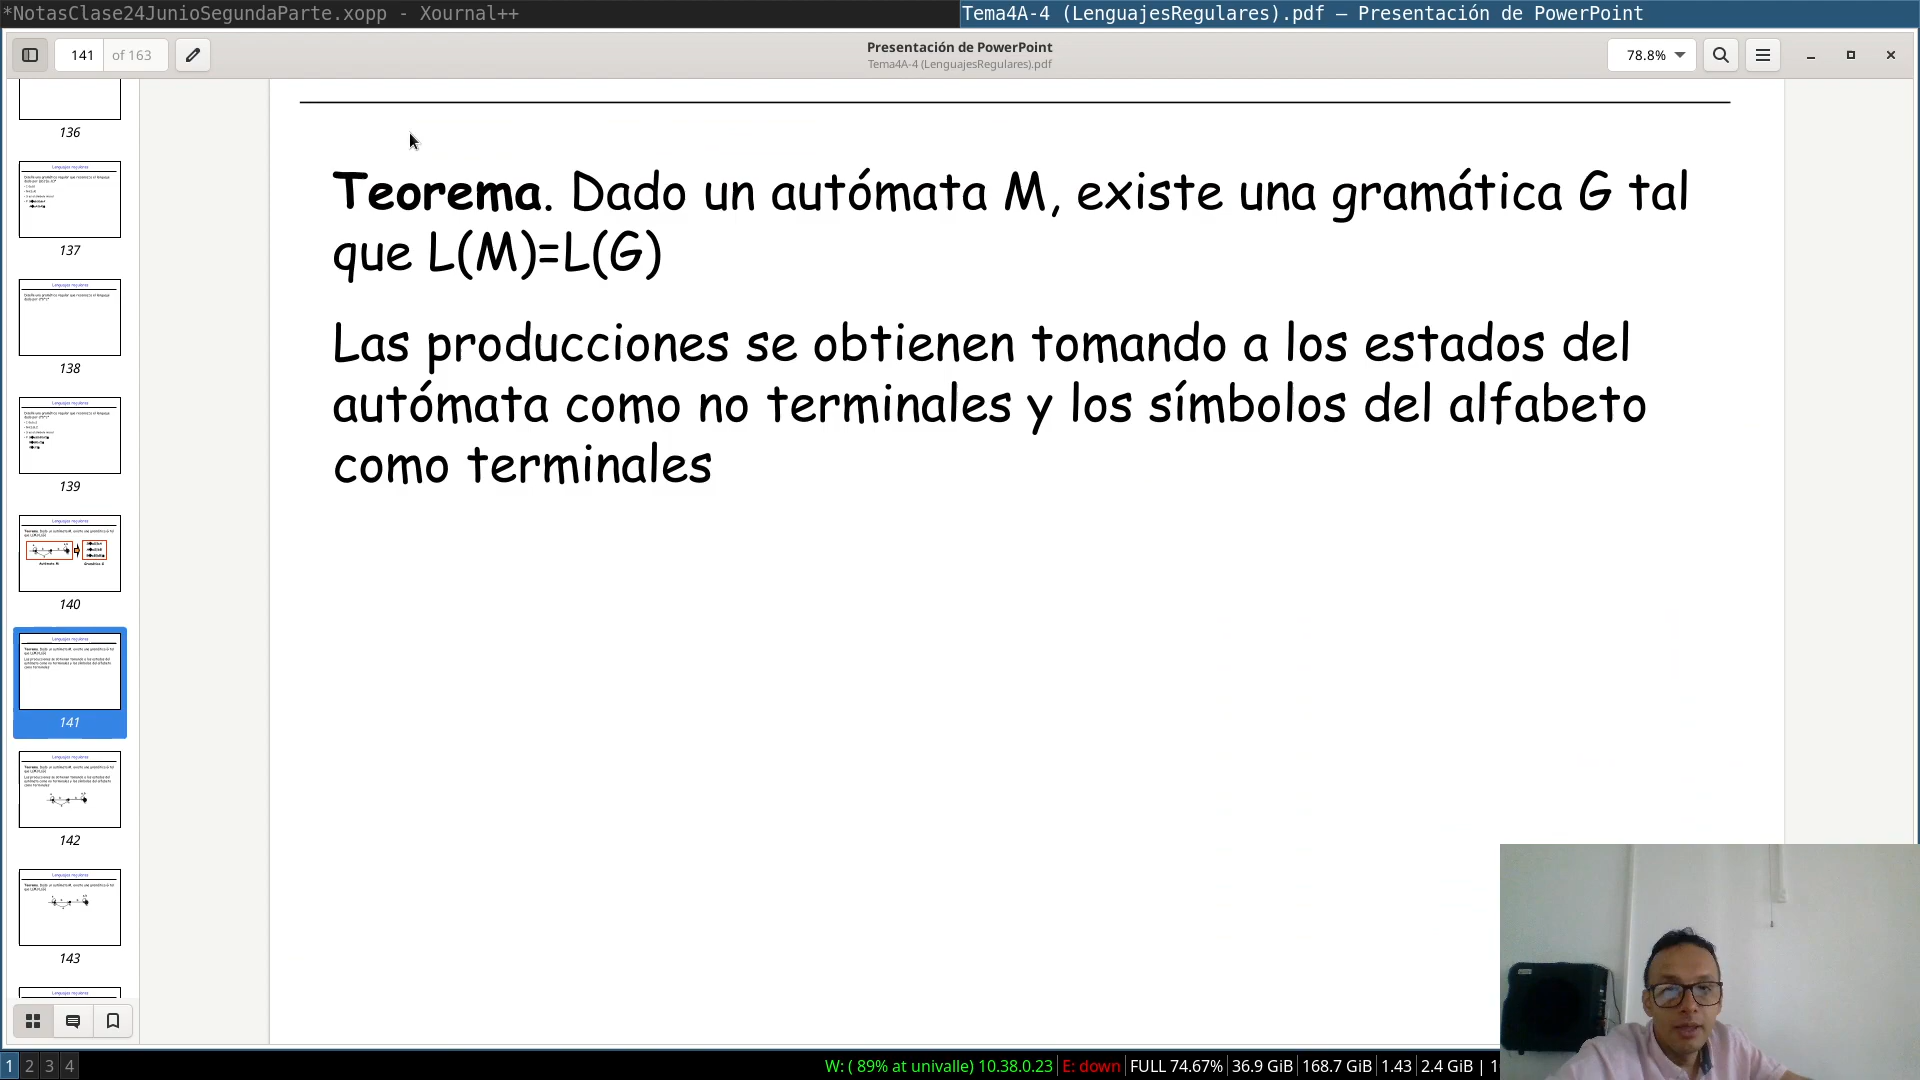 *NotasClase24JunioSegundaParte.xopp - Xournal++
Tema4A-4 (LenguajesRegulares).pdf — Presentación de PowerPoint
141 of 163
Presentación de PowerPoint
Tema4A-4 (LenguajesRegulares).pdf
78.8%
136
137
138
139
140
141
142
143
Teorema. Dado un autómata M, existe una gramática G tal
que L(M)=L(G)
Las producciones se obtienen tomando a los estados del
autómata como no terminales y los símbolos del alfabeto
como terminales
1 2 3 4
W: ( 89% at univalle) 10.38.0.23 E: down FULL 74.67% 36.9 GiB 168.7 GiB 1.43 2.4 GiB | 1